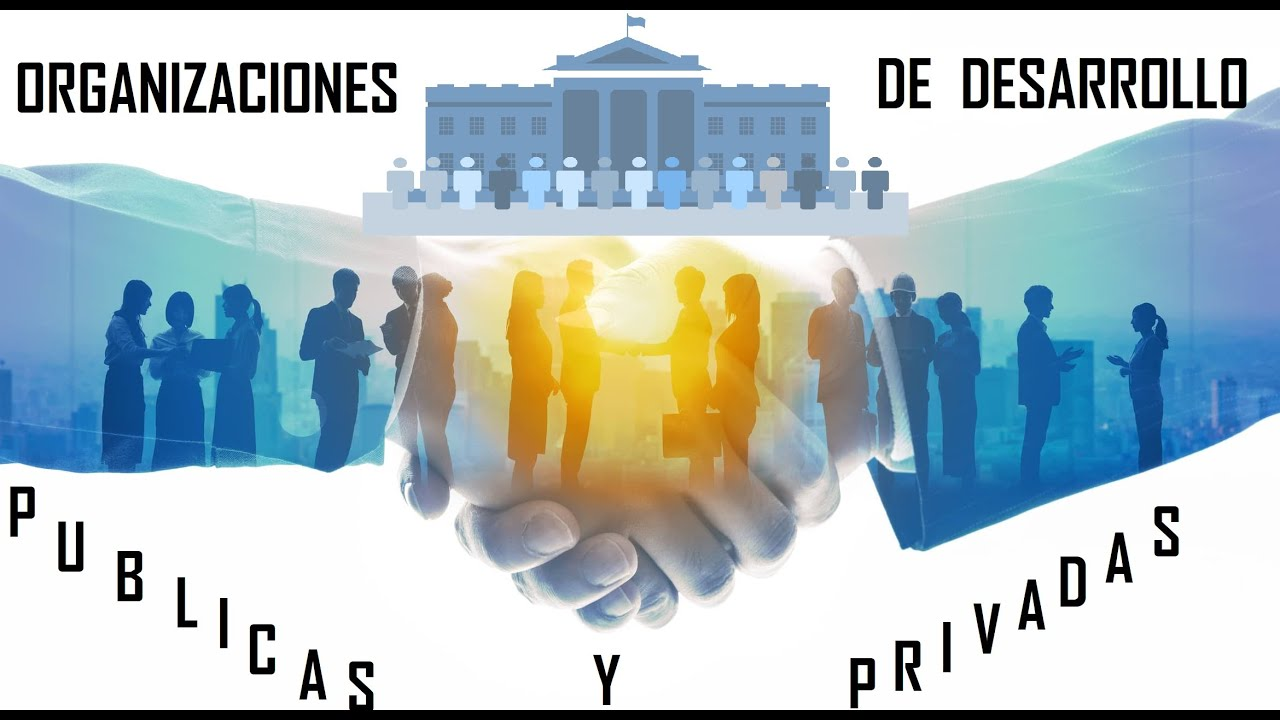 ORGANIZACIONES DE DESARROLLO
PUBLICAS Y PRIVADAS